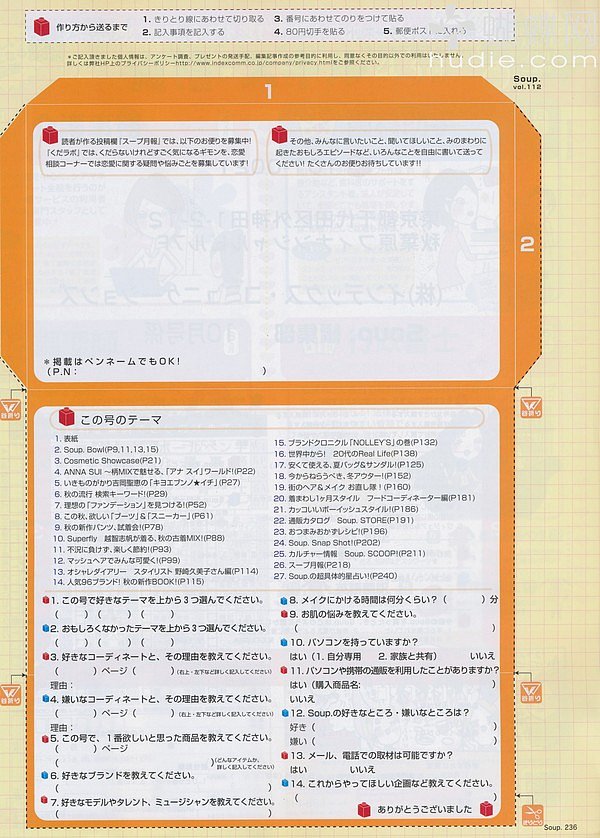 作り方から送るまで
1. きりとり線にあわせて切り取る 3. 番号にあわせてのりをつけて貼る
2. 記入事項を記入する 4. 80円切手を貼る 5. 郵便ポストに入れる
＊ご記入頂きました個人情報は、アンケート調査、プレゼントの発送手配、編集記事作成の参考目的に利用し、同意なくその目的以外での利用はいたしません
詳しくは弊社HP上のプライバシーポリシーhttp://www.indexcomm.co.jp/company/privacy.htmlをご参照ください。
nudie.com
Soup.
vol.112
1
読者が作る投稿欄「スープ月報」では、以下のお便りを募集中!
「くだラボ」では、くだらないけれどすごく気になるギモンを、恋愛
相談コーナーでは恋愛に関する疑問や悩みごとを募集しています!
その他、みんなに言いたいこと、聞いてほしいこと、みのまわりに
起きたおもしろエピソードなど、いろんなことを自由に書いて送って
ください! たくさんのお便りお待ちしています!!
2
＊掲載はペンネームでもOK!
(P.N: )
谷折り
谷折り
この号のテーマ
1. 表紙
2. Soup. Bowl(P9,11,13,15)
3. Cosmetic Showcase(P21)
4. ANNA SUI 〜柄MIXで魅せる、「アナ スイ」ワールド!(P22)
5. いきものがかり吉岡聖恵の「キヨエブンノ★イチ」(P27)
6. 秋の流行 検索キーワード!(P29)
7. 理想の「ファンデーション」を見つける!(P52)
8. この秋、欲しい「ブーツ」&「スニーカー」(P61)
9. 秋の新作パンツ、試着会!(P78)
10. Superfly 越智志帆が着る、秋の古着MIX!(P88)
11. 不況に負けず、楽しく節約!(P93)
12. マッシュヘアでみんな可愛く!(P99)
13. オシャレダイアリー スタイリスト 野崎久美子さん編(P114)
14. 人気96ブランド! 秋の新作BOOK!(P115)
15. ブランドクロニクル「NOLLEY'S」の巻(P132)
16. 世界中から! 20代のReal Life(P138)
17. 安くて使える、夏バッグ&サンダル!(P125)
18. 今からねらうべき、冬アウター!(P152)
19. 街のヘア&メイク お直し隊!(P160)
20. 着まわし1ヶ月スタイル フードコーディネーター編(P181)
21. カッコいいボーイッシュスタイル!(P186)
22. 通販カタログ Soup. STORE(P191)
23. おつまみおかずレシピ!(P196)
24. Soup. Snap Shot!(P202)
25. カルチャー情報 Soup. SCOOP!(P211)
26. スープ月報(P218)
27. Soup.の超具体的星占い!(P240)
1. この号で好きなテーマを上から3つ選んでください。
( ) ( ) ( )
2. おもしろくなかったテーマを上から3つ選んでください。
( ) ( ) ( )
3. 好きなコーディネートと、その理由を教えてください。
( )ページ( )(右上・左下など詳しく記入してください)
理由:
4. 嫌いなコーディネートと、その理由を教えてください。
( )ページ( )(右上・左下など詳しく記入してください)
理由:
5. この号で、1番欲しいと思った商品を教えてください。
( )ページ
( )(どんなアイテムか、詳しく記入してください)
6. 好きなブランドを教えてください。
( )
7. 好きなモデルやタレント、ミュージシャンを教えてください。
( )
8. メイクにかける時間は何分くらい? ( )分
9. お肌の悩みを教えてください。
( )
10. パソコンを持っていますか?
はい(1. 自分専用 2. 家族と共有) いいえ
11. パソコンや携帯の通販を利用したことがありますか?
はい(購入商品名: )
いいえ
12. Soup.の好きなところ・嫌いなところは?
好き( )
嫌い( )
13. メール、電話での取材は可能ですか?
はい いいえ
14. これからやってほしい企画など教えてください。
( )
ありがとうございました
谷折り
谷折り
きりとり
Soup. 236